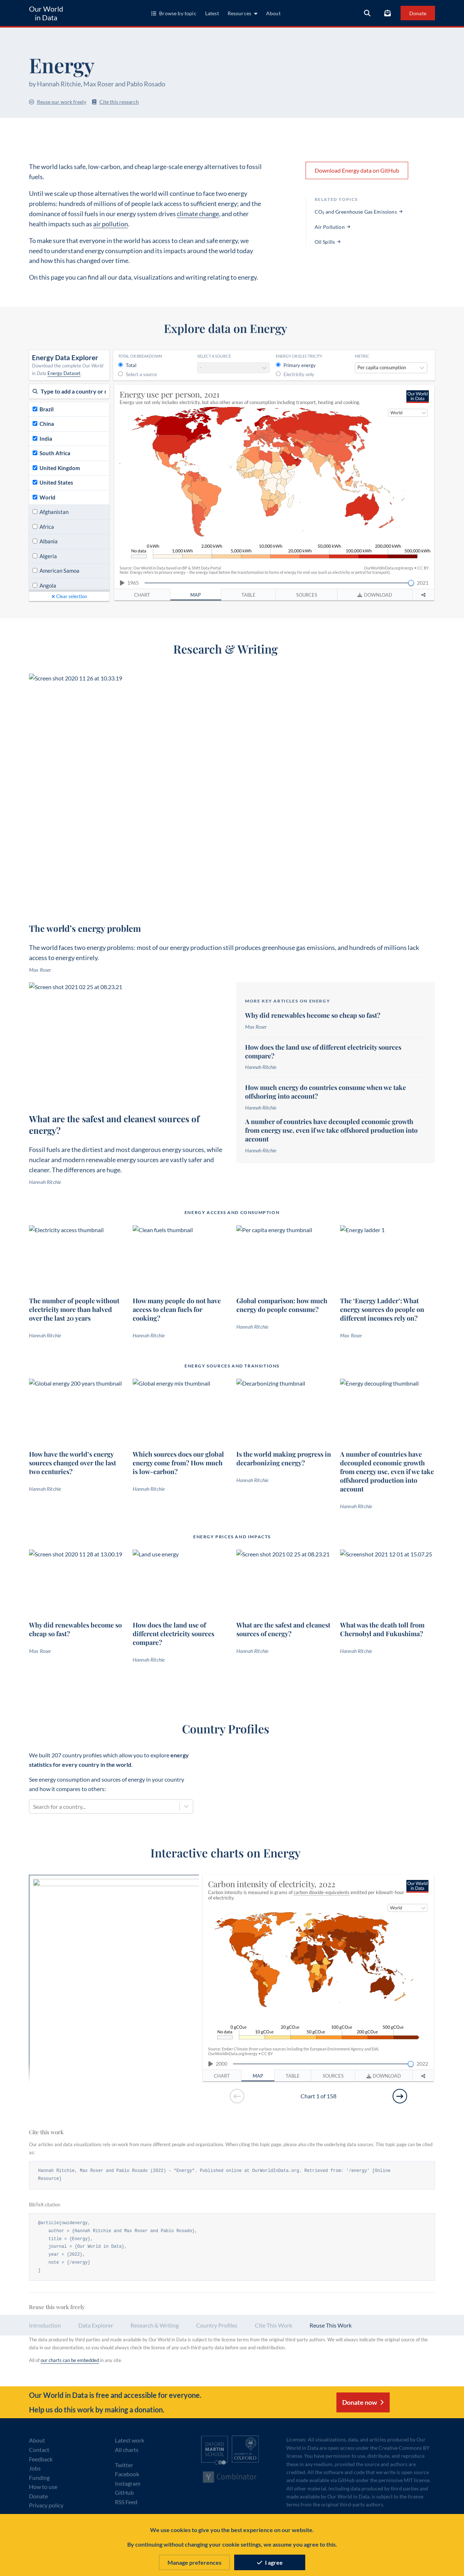 Our World
in Data
Browse by topic
Latest
Resources
About
Donate
Energy
by Hannah Ritchie, Max Roser and Pablo Rosado
Reuse our work freely
Cite this research
The world lacks safe, low-carbon, and cheap large-scale energy alternatives to fossil
fuels.
Until we scale up those alternatives the world will continue to face two energy
problems: hundreds of millions of people lack access to sufficient energy; and the
dominance of fossil fuels in our energy system drives climate change, and other
health impacts such as air pollution.
To make sure everyone in the world has access to clean and safe energy, we
need to understand energy consumption and its impacts around the world today
and how this has changed over time.
On this page you can find all our data, visualizations and writing relating to energy.
Download Energy data on GitHub
RELATED TOPICS
CO₂ and Greenhouse Gas Emissions
Air Pollution
Oil Spills
Explore data on Energy
Energy Data Explorer
Download the complete Our World
in Data Energy Dataset.
Type to add a country or r
Brazil
China
India
South Africa
United Kingdom
United States
World
Afghanistan
Africa
Albania
Algeria
American Samoa
Angola
Clear selection
TOTAL OR BREAKDOWN
Total
Select a source
SELECT A SOURCE
ENERGY OR ELECTRICITY
Primary energy
Electricity only
METRIC
Per capita consumption
Energy use per person, 2021
Energy use not only includes electricity, but also other areas of consumption including transport, heating and cooking.
Our World
in Data
World
No data
0 kWh
1,000 kWh
2,000 kWh
5,000 kWh
10,000 kWh
20,000 kWh
50,000 kWh
100,000 kWh
200,000 kWh
500,000 kWh
Source: Our World in Data based on BP & Shift Data Portal
OurWorldInData.org/energy • CC BY
Note: Energy refers to primary energy – the energy input before the transformation to forms of energy for end-use (such as electricity or petrol for transport).
1965
2021
CHART
MAP
TABLE
SOURCES
DOWNLOAD
Research & Writing
Screen shot 2020 11 26 at 10.33.19
The world's energy problem
The world faces two energy problems: most of our energy production still produces greenhouse gas emissions, and hundreds of millions lack
access to energy entirely.
Max Roser
Screen shot 2021 02 25 at 08.23.21
What are the safest and cleanest sources of
energy?
Fossil fuels are the dirtiest and most dangerous energy sources, while
nuclear and modern renewable energy sources are vastly safer and
cleaner. The differences are huge.
Hannah Ritchie
MORE KEY ARTICLES ON ENERGY
Why did renewables become so cheap so fast?
Max Roser
How does the land use of different electricity sources
compare?
Hannah Ritchie
How much energy do countries consume when we take
offshoring into account?
Hannah Ritchie
A number of countries have decoupled economic growth
from energy use, even if we take offshored production into
account
Hannah Ritchie
ENERGY ACCESS AND CONSUMPTION
Electricity access thumbnail
Clean fuels thumbnail
Per capita energy thumbnail
Energy ladder 1
The number of people without
electricity more than halved
over the last 20 years
Hannah Ritchie
How many people do not have
access to clean fuels for
cooking?
Hannah Ritchie
Global comparison: how much
energy do people consume?
Hannah Ritchie
The 'Energy Ladder': What
energy sources do people on
different incomes rely on?
Max Roser
ENERGY SOURCES AND TRANSITIONS
Global energy 200 years thumbnail
Global energy mix thumbnail
Decarbonizing thumbnail
Energy decoupling thumbnail
How have the world's energy
sources changed over the last
two centuries?
Hannah Ritchie
Which sources does our global
energy come from? How much
is low-carbon?
Hannah Ritchie
Is the world making progress in
decarbonizing energy?
Hannah Ritchie
A number of countries have
decoupled economic growth
from energy use, even if we take
offshored production into
account
Hannah Ritchie
ENERGY PRICES AND IMPACTS
Screen shot 2020 11 28 at 13.00.19
Land use energy
Screen shot 2021 02 25 at 08.23.21
Screenshot 2021 12 01 at 15.07.25
Why did renewables become so
cheap so fast?
Max Roser
How does the land use of
different electricity sources
compare?
Hannah Ritchie
What are the safest and cleanest
sources of energy?
Hannah Ritchie
What was the death toll from
Chernobyl and Fukushima?
Hannah Ritchie
Country Profiles
We built 207 country profiles which allow you to explore energy
statistics for every country in the world.
See energy consumption and sources of energy in your country
and how it compares to others:
Search for a country...
Interactive charts on Energy
Carbon intensity of electricity, 2022
Carbon intensity is measured in grams of carbon dioxide-equivalents emitted per kilowatt-hour
of electricity.
Our World
in Data
World
No data
0 gCO₂e
10 gCO₂e
20 gCO₂e
50 gCO₂e
100 gCO₂e
200 gCO₂e
500 gCO₂e
Source: Ember Climate (from various sources including the European Environment Agency and EIA)
OurWorldInData.org/energy • CC BY
2000
2022
CHART
MAP
TABLE
SOURCES
DOWNLOAD
Chart 1 of 158
Cite this work
Our articles and data visualizations rely on work from many different people and organizations. When citing this topic page, please also cite the underlying data sources. This topic page can be cited
as:
Hannah Ritchie, Max Roser and Pablo Rosado (2022) - "Energy". Published online at OurWorldInData.org. Retrieved from: '/energy' [Online
Resource]
BibTeX citation
@article{owidenergy,
author = {Hannah Ritchie and Max Roser and Pablo Rosado},
title = {Energy},
journal = {Our World in Data},
year = {2022},
note = {/energy}
}
Reuse this work freely
Introduction
Data Explorer
Research & Writing
Country Profiles
Cite This Work
Reuse This Work
The data produced by third parties and made available by Our World in Data is subject to the license terms from the original third-party authors. We will always indicate the original source of the
data in our documentation, so you should always check the license of any such third-party data before use and redistribution.
All of our charts can be embedded in any site.
Our World in Data is free and accessible for everyone.
Help us do this work by making a donation.
Donate now
About
Contact
Feedback
Jobs
Funding
How to use
Donate
Privacy policy
Latest work
All charts
Twitter
Facebook
Instagram
GitHub
RSS Feed
OXFORD
MARTIN
SCHOOL
UNIVERSITY OF
OXFORD
Y Combinator
Licenses: All visualizations, data, and articles produced by Our
World in Data are open access under the Creative Commons BY
license. You have permission to use, distribute, and reproduce
these in any medium, provided the source and authors are
credited. All the software and code that we write is open source
and made available via GitHub under the permissive MIT license.
All other material, including data produced by third parties and
made available by Our World in Data, is subject to the license
terms from the original third-party authors.
We use cookies to give you the best experience on our website.
By continuing without changing your cookie settings, we assume you agree to this.
Manage preferences
I agree